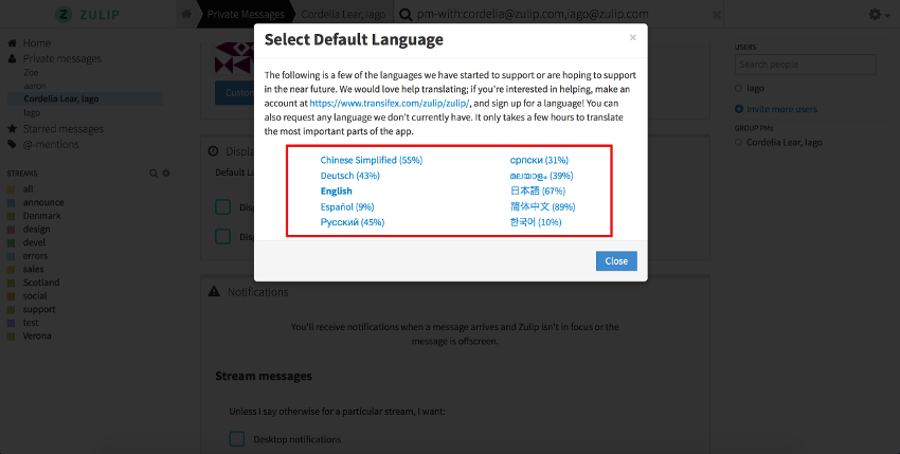 ZULIP
Private Messages
Cordelia Lear, Iago
pm-with:cordelia@zulip.com,iago@zulip.com
Home
Private messages
Zoe
aaron
Cordelia Lear, Iago
Iago
Starred messages
@-mentions
STREAMS
all
announce
Denmark
design
devel
errors
sales
Scotland
social
support
test
Verona
Select Default Language
×
The following is a few of the languages we have started to support or are hoping to support
in the near future. We would love help translating; if you're interested in helping, make an
account at https://www.transifex.com/zulip/zulip/, and sign up for a language! You can
also request any language we don't currently have. It only takes a few hours to translate
the most important parts of the app.
Chinese Simplified (55%)
Deutsch (43%)
English
Español (9%)
Русский (45%)
српски (31%)
മലയാളം (39%)
日本語 (67%)
简体中文 (89%)
한국어 (10%)
Close
Custom
Displa
Default L
Disp
Disp
Notifications
You'll receive notifications when a message arrives and Zulip isn't in focus or the
message is offscreen.
Stream messages
Unless I say otherwise for a particular stream, I want:
Desktop notifications
USERS
Search people
Iago
Invite more users
GROUP PMs
Cordelia Lear, Iago